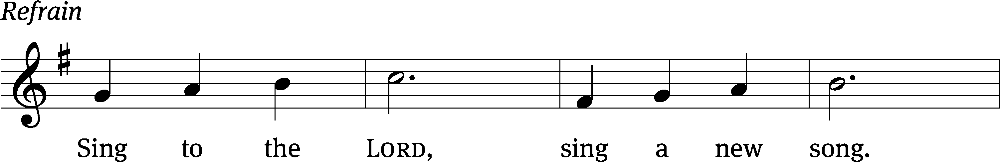 Refrain
Sing to the LORD, sing a new song.